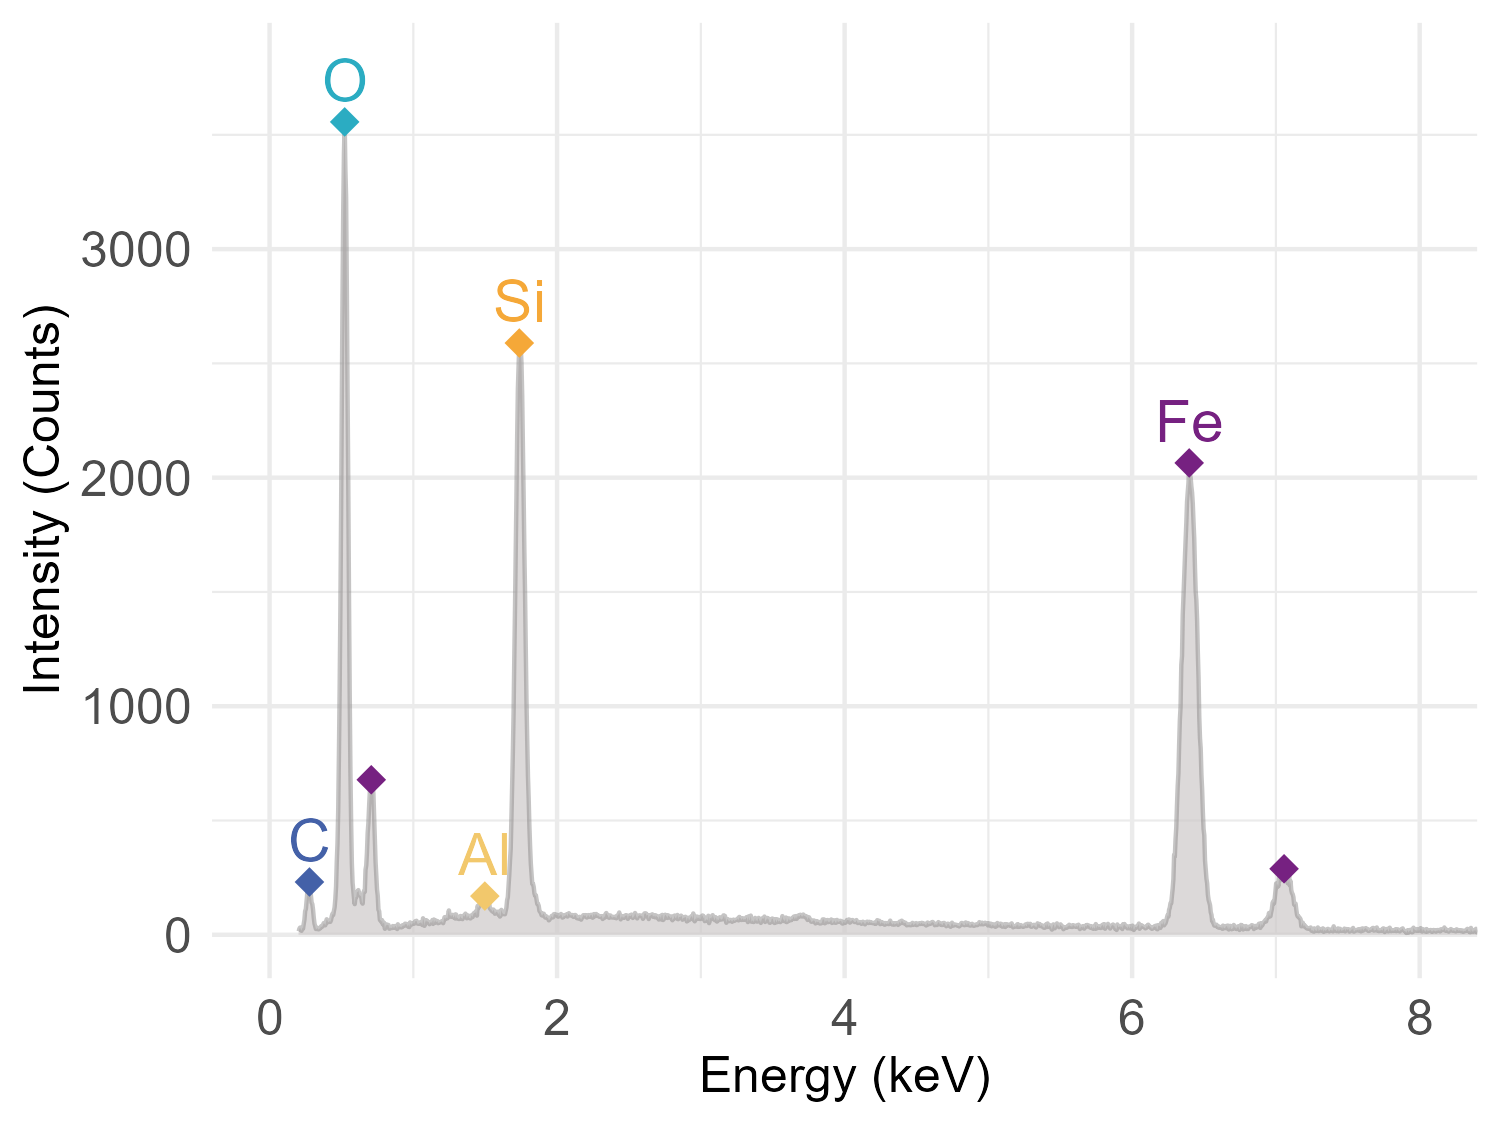 O
Si
Fe
C
Al
3000
2000
1000
0
0 2 4 6 8
Energy (keV)
Intensity (Counts)